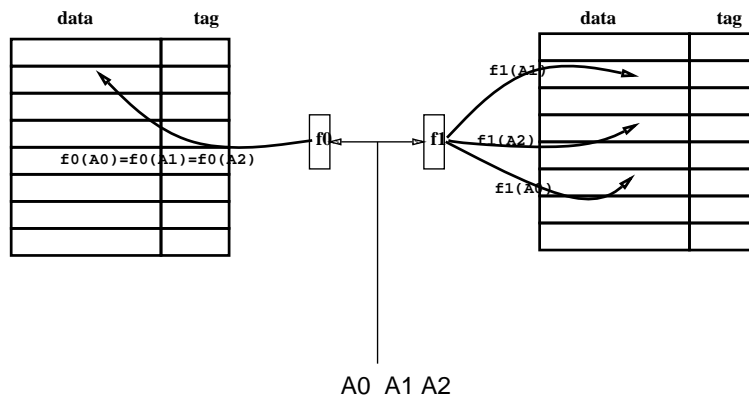 data tag
data tag
f1(A1)
f0 f1
f1(A2)
f0(A0)=f0(A1)=f0(A2)
f1(A0)
A0 A1 A2